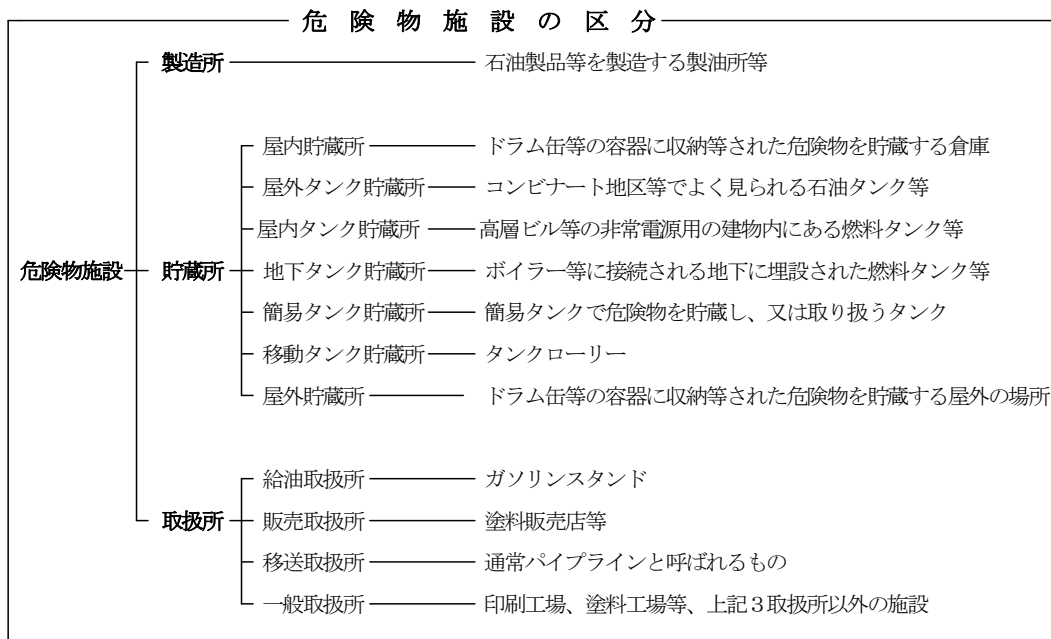 危険物施設の区分
製造所 石油製品等を製造する製油所等
屋内貯蔵所 ドラム缶等の容器に収納等された危険物を貯蔵する倉庫
屋外タンク貯蔵所 コンビナート地区等でよく見られる石油タンク等
屋内タンク貯蔵所 高層ビル等の非常電源用の建物内にある燃料タンク等
危険物施設 貯蔵所 地下タンク貯蔵所 ボイラー等に接続される地下に埋設された燃料タンク等
簡易タンク貯蔵所 簡易タンクで危険物を貯蔵し、又は取り扱うタンク
移動タンク貯蔵所 タンクローリー
屋外貯蔵所 ドラム缶等の容器に収納等された危険物を貯蔵する屋外の場所
給油取扱所 ガソリンスタンド
取扱所 販売取扱所 塗料販売店等
移送取扱所 通常パイプラインと呼ばれるもの
一般取扱所 印刷工場、塗料工場等、上記3取扱所以外の施設